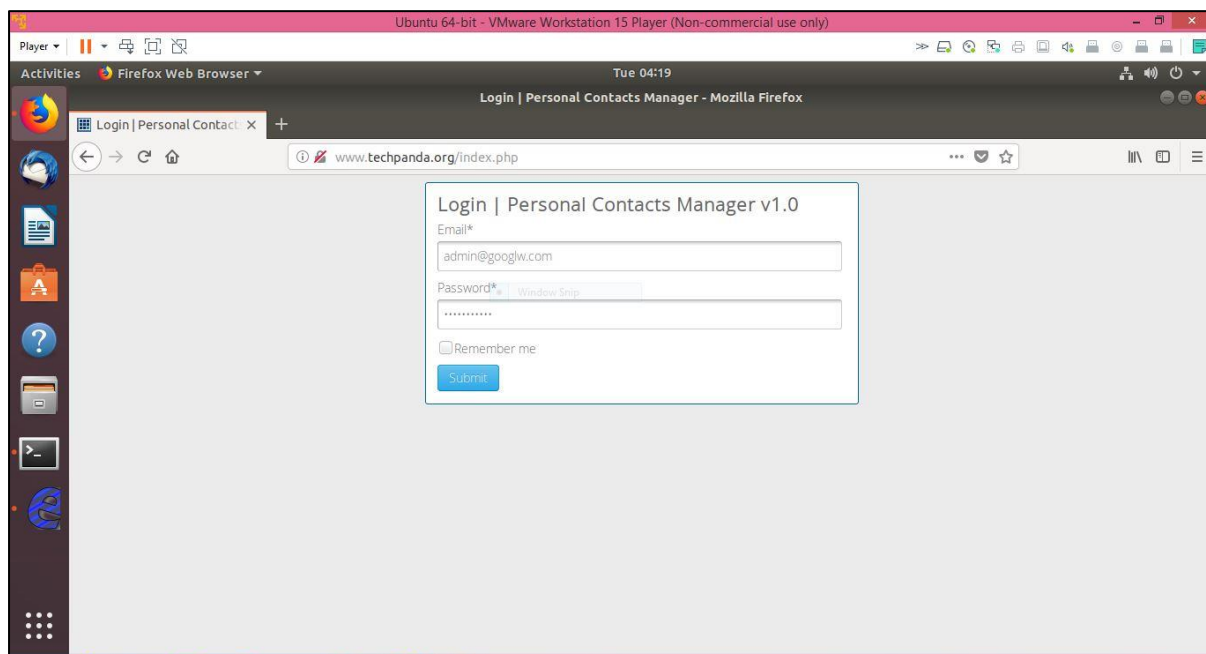 Ubuntu 64-bit - VMware Workstation 15 Player (Non-commercial use only)
Player
Activities Firefox Web Browser Tue 04:19
Login | Personal Contacts Manager - Mozilla Firefox
Login | Personal Contact
www.techpanda.org/index.php
Login | Personal Contacts Manager v1.0
Email*
admin@googlw.com
Password*
Window Snip
•••••••••••
Remember me
Submit